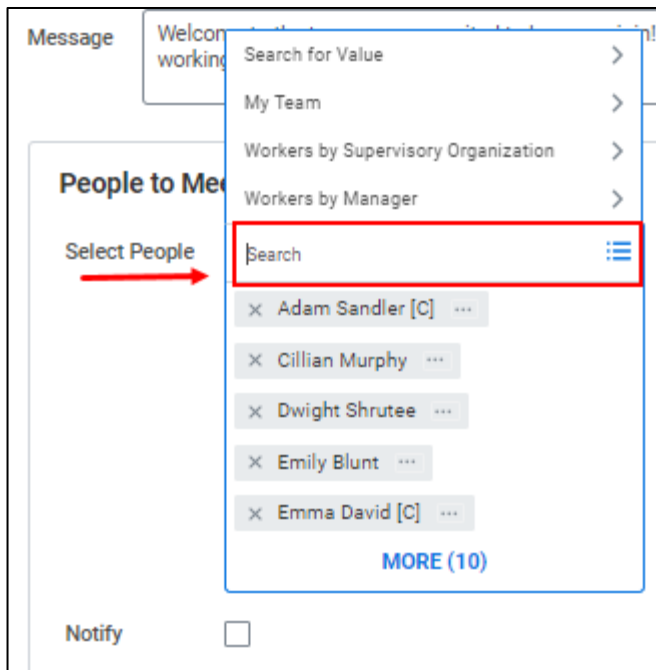 Message
Welcom
working
Search for Value
My Team
Workers by Supervisory Organization
Workers by Manager
People to Mee
Select People
Search
× Adam Sandler [C] ...
× Cillian Murphy ...
× Dwight Shrutee ...
× Emily Blunt ...
× Emma David [C] ...
MORE (10)
Notify